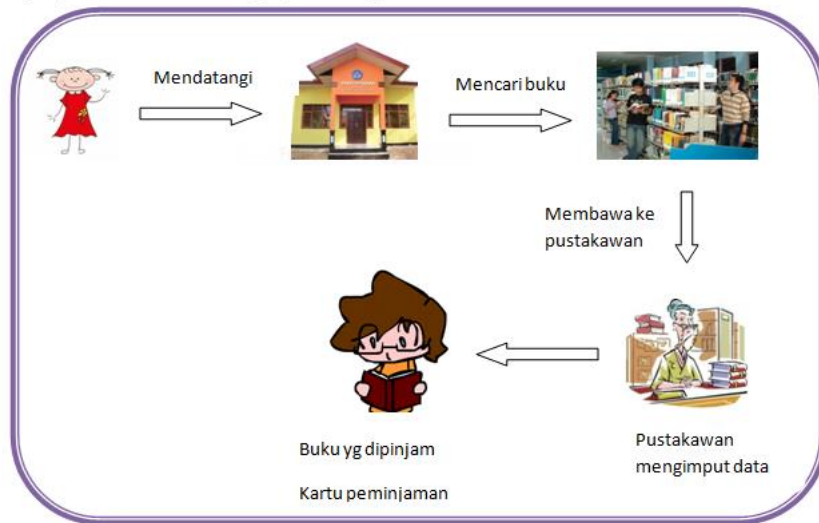 Mendatangi
Mencari buku
Membawa ke
pustakawan
Buku yg dipinjam
Kartu peminjaman
Pustakawan
mengimput data